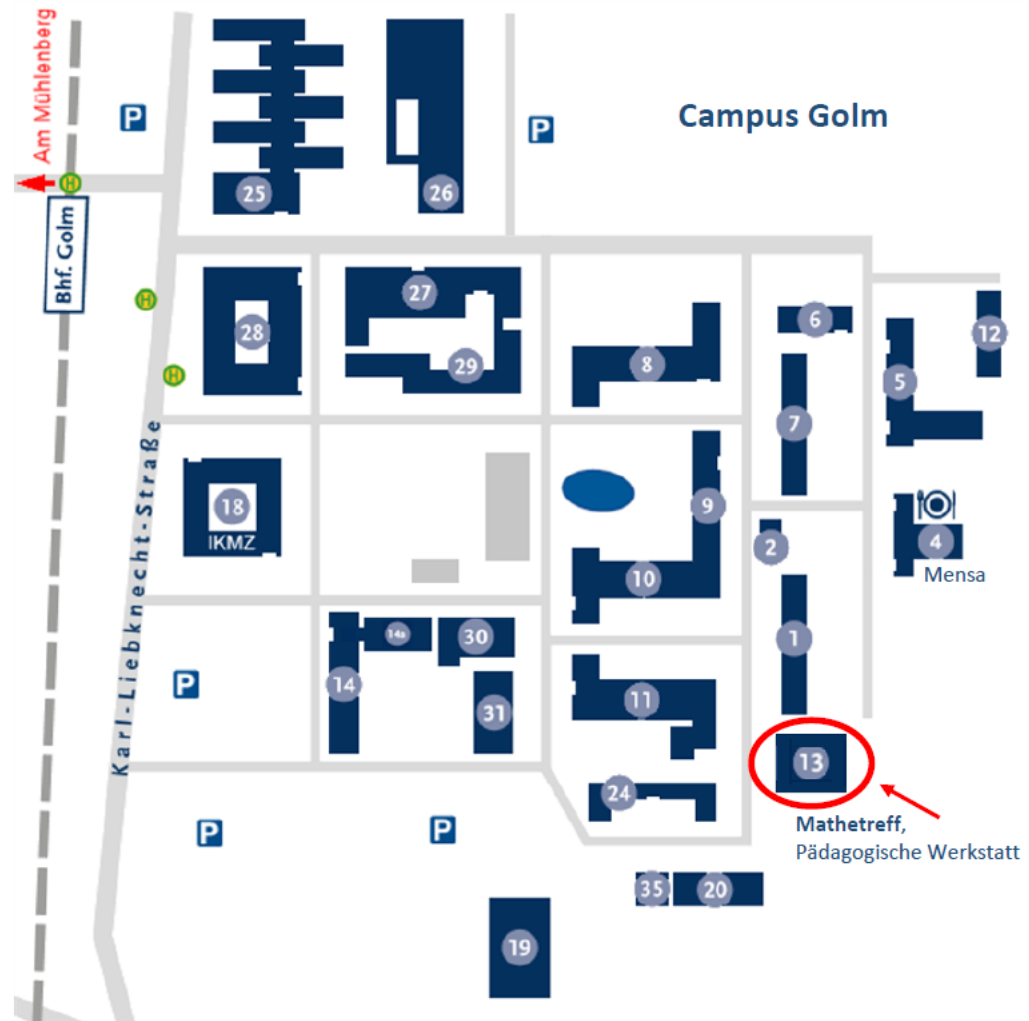 Am Mühlenberg
P
Campus Golm
P
25
26
H
Bhf. Golm
27
H
6
28
12
29
8
H
5
7
Karl-Liebknecht-Straße
18
IKMZ
9
2
4
Mensa
10
14a
30
1
14
P
11
31
13
24
Mathetreff,
Pädagogische Werkstatt
P
P
35
20
19